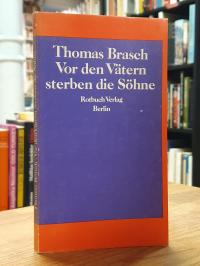 Thomas Brasch
Vor den Vätern
sterben die Söhne
Rotbuch Verlag
Berlin